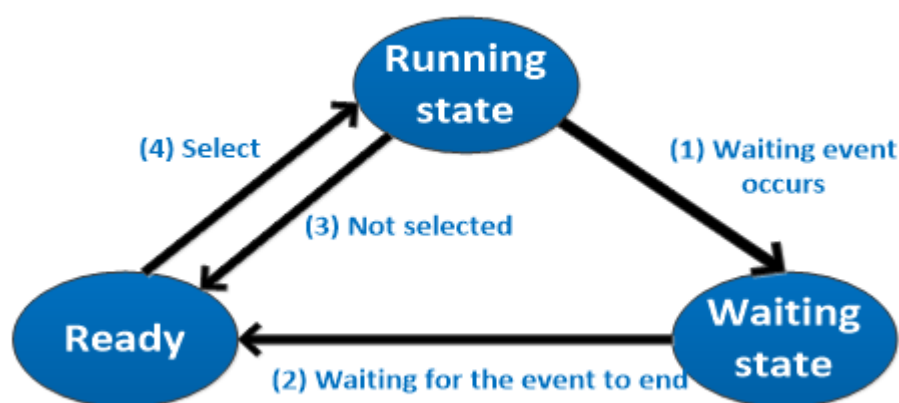 Running
state
(4) Select
(1) Waiting event
occurs
(3) Not selected
Ready
Waiting
state
(2) Waiting for the event to end